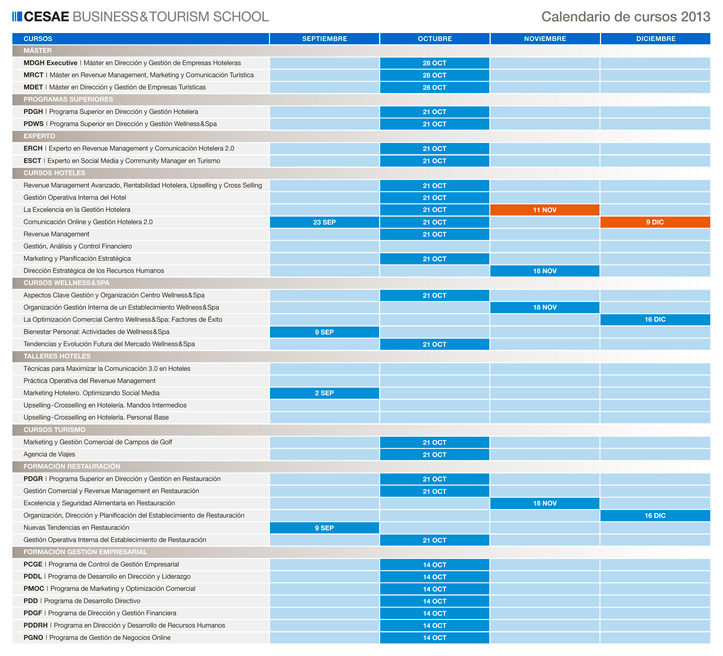 CESAE BUSINESS&TOURISM SCHOOL Calendario de cursos 2013
CURSOS SEPTIEMBRE OCTUBRE NOVIEMBRE DICIEMBRE
MÁSTER
MDGH Executive | Máster en Dirección y Gestión de Empresas Hoteleras 28 OCT
MRCT | Máster en Revenue Management, Marketing y Comunicación Turística 28 OCT
MDET | Máster en Dirección y Gestión de Empresas Turísticas 28 OCT
PROGRAMAS SUPERIORES
PDGH | Programa Superior en Dirección y Gestión Hotelera 21 OCT
PDWS | Programa Superior en Dirección y Gestión Wellness&Spa 21 OCT
EXPERTO
ERCH | Experto en Revenue Management y Comunicación Hotelera 2.0 21 OCT
ESCT | Experto en Social Media y Community Manager en Turismo 21 OCT
CURSOS HOTELES
Revenue Management Avanzado, Rentabilidad Hotelera, Upselling y Cross Selling 21 OCT
Gestión Operativa Interna del Hotel 21 OCT
La Excelencia en la Gestión Hotelera 21 OCT 11 NOV
Comunicación Online y Gestión Hotelera 2.0 23 SEP 21 OCT 9 DIC
Revenue Management 21 OCT
Gestión, Análisis y Control Financiero
Marketing y Planificación Estratégica 21 OCT
Dirección Estratégica de los Recursos Humanos 18 NOV
CURSOS WELLNESS&SPA
Aspectos Clave Gestión y Organización Centro Wellness&Spa 21 OCT
Organización Gestión Interna de un Establecimiento Wellness&Spa 18 NOV
La Optimización Comercial Centro Wellness&Spa: Factores de Éxito 16 DIC
Bienestar Personal: Actividades de Wellness&Spa 9 SEP
Tendencias y Evolución Futura del Mercado Wellness&Spa 21 OCT
TALLERES HOTELES
Técnicas para Maximizar la Comunicación 3.0 en Hoteles
Práctica Operativa del Revenue Management
Marketing Hotelero. Optimizando Social Media 2 SEP
Upselling-Crosselling en Hotelería. Mandos Intermedios
Upselling-Crosselling en Hotelería. Personal Base
CURSOS TURISMO
Marketing y Gestión Comercial de Campos de Golf 21 OCT
Agencia de Viajes 21 OCT
FORMACIÓN RESTAURACIÓN
PDGR | Programa Superior en Dirección y Gestión en Restauración 21 OCT
Gestión Comercial y Revenue Management en Restauración 21 OCT
Excelencia y Seguridad Alimentaria en Restauración 18 NOV
Organización, Dirección y Planificación del Establecimiento de Restauración 16 DIC
Nuevas Tendencias en Restauración 9 SEP
Gestión Operativa Interna del Establecimiento de Restauración 21 OCT
FORMACIÓN GESTIÓN EMPRESARIAL
PCGE | Programa de Control de Gestión Empresarial 14 OCT
PDDL | Programa de Desarrollo en Dirección y Liderazgo 14 OCT
PMOC | Programa de Marketing y Optimización Comercial 14 OCT
PDD | Programa de Desarrollo Directivo 14 OCT
PDGF | Programa de Dirección y Gestión Financiera 14 OCT
PDDRH | Programa en Dirección y Desarrollo de Recursos Humanos 14 OCT
PGNO | Programa de Gestión de Negocios Online 14 OCT